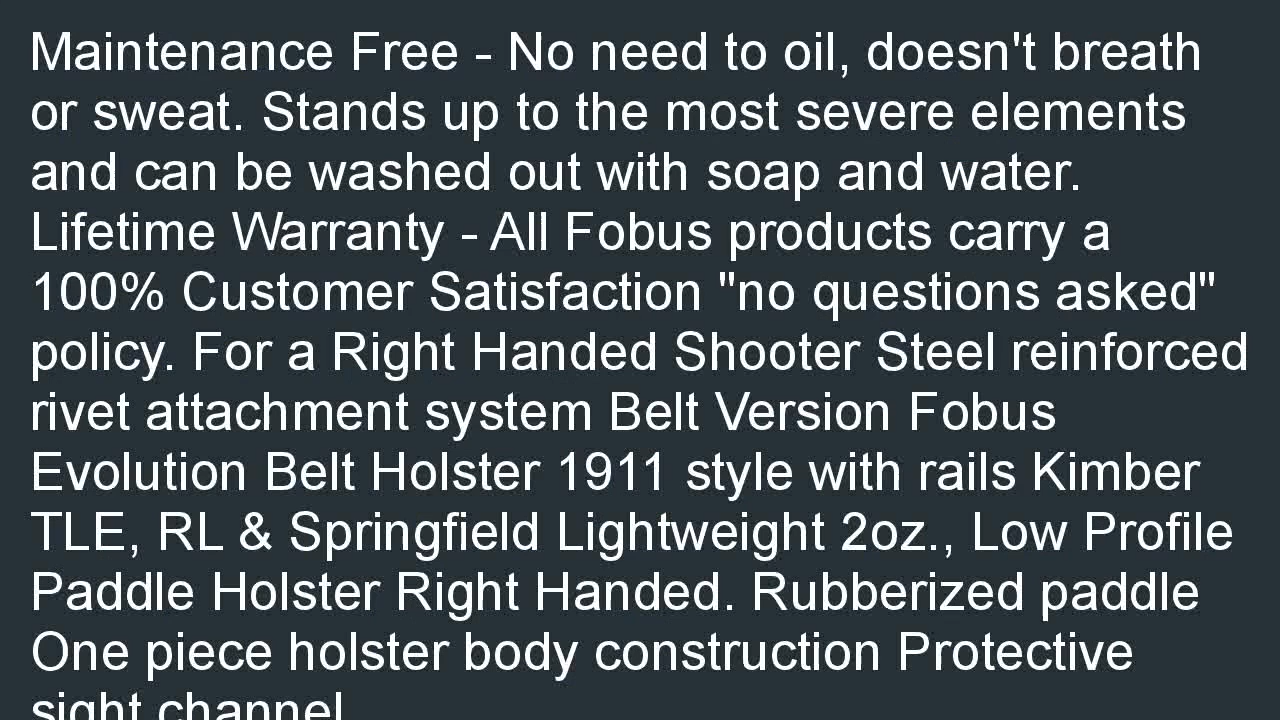 Maintenance Free - No need to oil, doesn't breath
or sweat. Stands up to the most severe elements
and can be washed out with soap and water.
Lifetime Warranty - All Fobus products carry a
100% Customer Satisfaction "no questions asked"
policy. For a Right Handed Shooter Steel reinforced
rivet attachment system Belt Version Fobus
Evolution Belt Holster 1911 style with rails Kimber
TLE, RL & Springfield Lightweight 2oz., Low Profile
Paddle Holster Right Handed. Rubberized paddle
One piece holster body construction Protective
sight channel